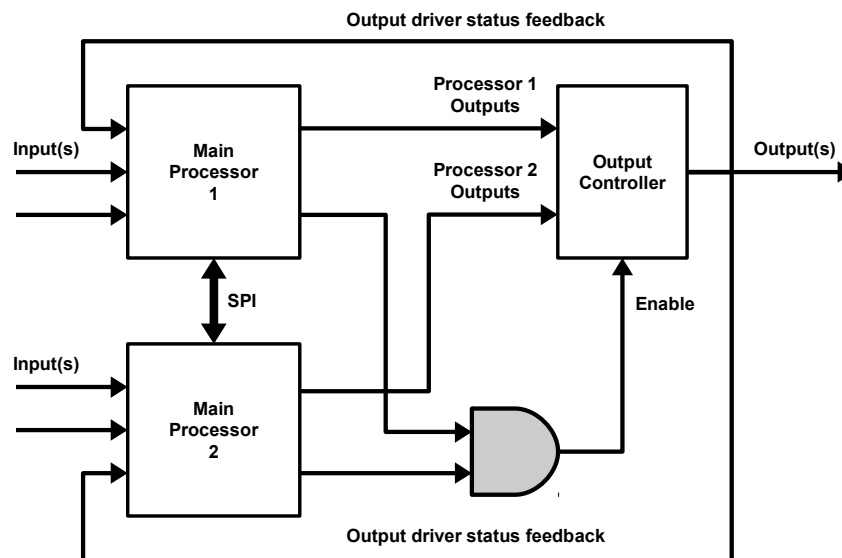 Output driver status feedback
Processor 1
Outputs
Input(s)
Main
Processor
1
Processor 2
Outputs
Output
Controller
Output(s)
SPI
Enable
Input(s)
Main
Processor
2
Output driver status feedback